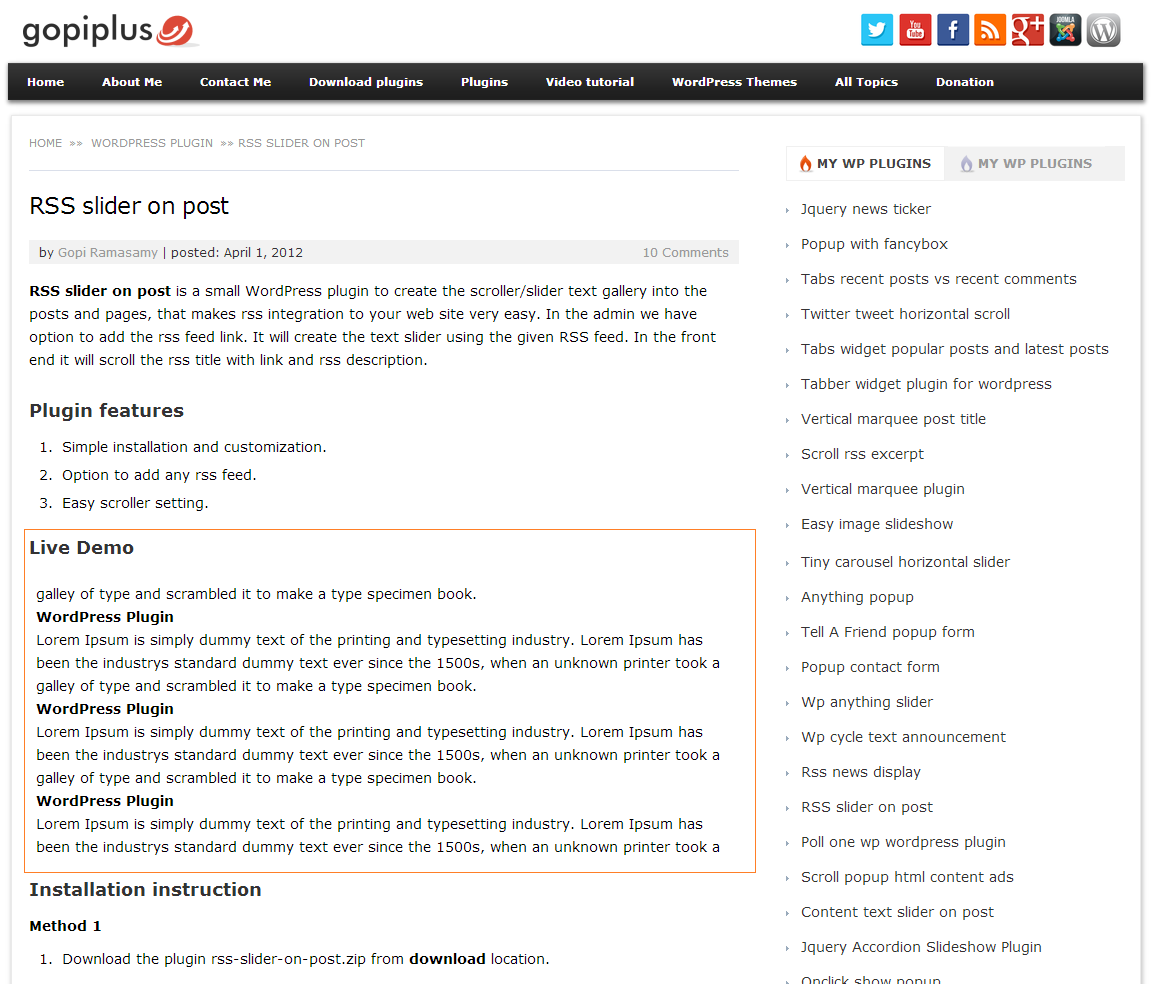 gopiplus
You
Tube
f
g+
JOOMLA
W
Home About Me Contact Me Download plugins Plugins Video tutorial WordPress Themes All Topics Donation
HOME »» WORDPRESS PLUGIN »» RSS SLIDER ON POST
RSS slider on post
by Gopi Ramasamy | posted: April 1, 2012 10 Comments
RSS slider on post is a small WordPress plugin to create the scroller/slider text gallery into the
posts and pages, that makes rss integration to your web site very easy. In the admin we have
option to add the rss feed link. It will create the text slider using the given RSS feed. In the front
end it will scroll the rss title with link and rss description.
Plugin features
1. Simple installation and customization.
2. Option to add any rss feed.
3. Easy scroller setting.
Live Demo
galley of type and scrambled it to make a type specimen book.
WordPress Plugin
Lorem Ipsum is simply dummy text of the printing and typesetting industry. Lorem Ipsum has
been the industrys standard dummy text ever since the 1500s, when an unknown printer took a
galley of type and scrambled it to make a type specimen book.
WordPress Plugin
Lorem Ipsum is simply dummy text of the printing and typesetting industry. Lorem Ipsum has
been the industrys standard dummy text ever since the 1500s, when an unknown printer took a
galley of type and scrambled it to make a type specimen book.
WordPress Plugin
Lorem Ipsum is simply dummy text of the printing and typesetting industry. Lorem Ipsum has
been the industrys standard dummy text ever since the 1500s, when an unknown printer took a
Installation instruction
Method 1
1. Download the plugin rss-slider-on-post.zip from download location.
MY WP PLUGINS MY WP PLUGINS
Jquery news ticker
Popup with fancybox
Tabs recent posts vs recent comments
Twitter tweet horizontal scroll
Tabs widget popular posts and latest posts
Tabber widget plugin for wordpress
Vertical marquee post title
Scroll rss excerpt
Vertical marquee plugin
Easy image slideshow
Tiny carousel horizontal slider
Anything popup
Tell A Friend popup form
Popup contact form
Wp anything slider
Wp cycle text announcement
Rss news display
RSS slider on post
Poll one wp wordpress plugin
Scroll popup html content ads
Content text slider on post
Jquery Accordion Slideshow Plugin
Onclick show popup